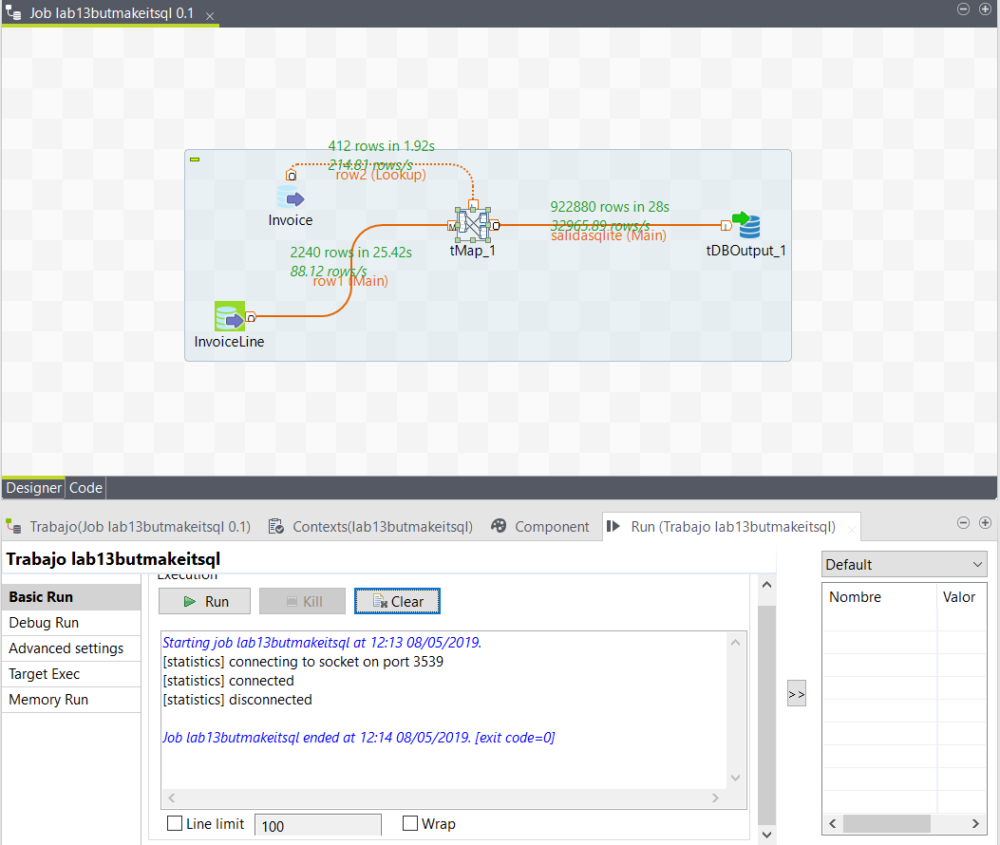 Job lab13butmakeitsql 0.1
412 rows in 1.92s
214.81 rows/s
row2 (Lookup)
Invoice
922880 rows in 28s
32965.89 rows/s
salidasqlite (Main)
tMap_1
tDBOutput_1
2240 rows in 25.42s
88.12 rows/s
row1 (Main)
InvoiceLine
Designer
Code
Trabajo(Job lab13butmakeitsql 0.1)
Contexts(lab13butmakeitsql)
Component
Run (Trabajo lab13butmakeitsql)
Trabajo lab13butmakeitsql
Default
Execution
Basic Run
Debug Run
Advanced settings
Target Exec
Memory Run
Run
Kill
Clear
Nombre
Valor
Starting job lab13butmakeitsql at 12:13 08/05/2019.
[statistics] connecting to socket on port 3539
[statistics] connected
[statistics] disconnected
Job lab13butmakeitsql ended at 12:14 08/05/2019. [exit code=0]
>>
Line limit
100
Wrap